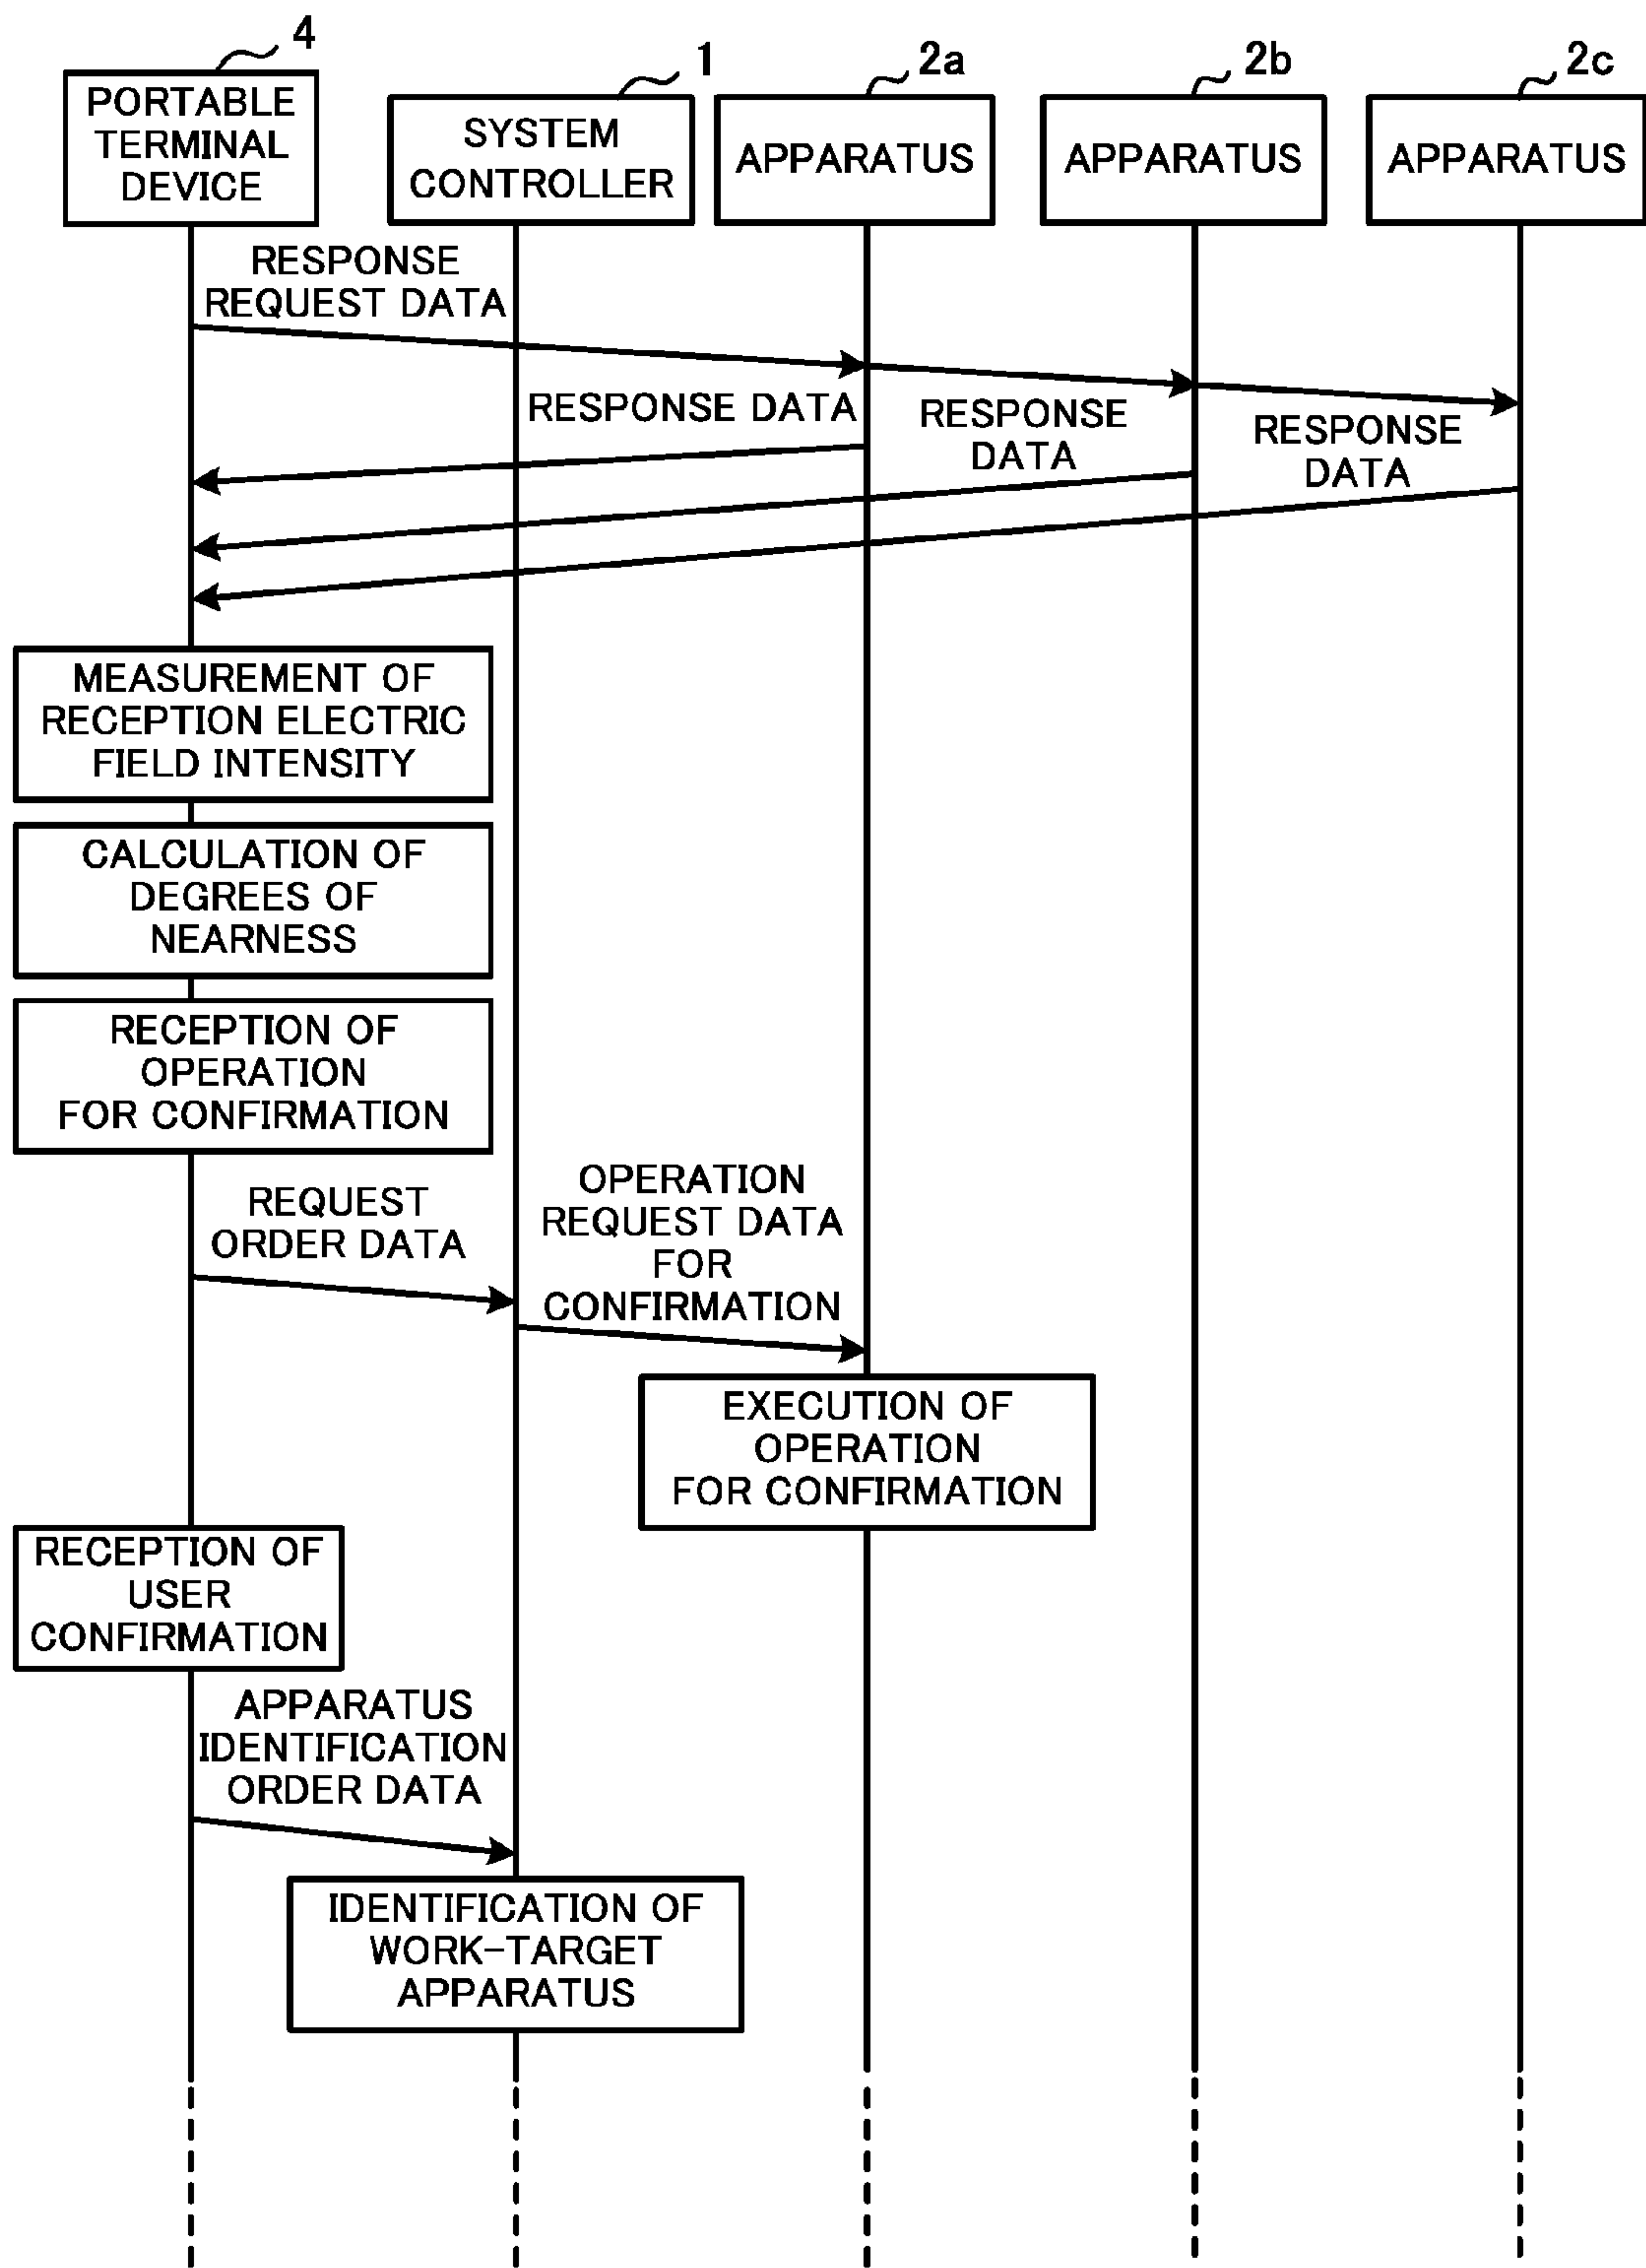 4
1
2a
2b
2c
PORTABLE
TERMINAL
DEVICE
SYSTEM
CONTROLLER
APPARATUS
APPARATUS
APPARATUS
RESPONSE
REQUEST DATA
RESPONSE DATA
RESPONSE
DATA
RESPONSE
DATA
MEASUREMENT OF
RECEPTION ELECTRIC
FIELD INTENSITY
CALCULATION OF
DEGREES OF
NEARNESS
RECEPTION OF
OPERATION
FOR CONFIRMATION
REQUEST
ORDER DATA
OPERATION
REQUEST DATA
FOR
CONFIRMATION
EXECUTION OF
OPERATION
FOR CONFIRMATION
RECEPTION OF
USER
CONFIRMATION
APPARATUS
IDENTIFICATION
ORDER DATA
IDENTIFICATION OF
WORK-TARGET
APPARATUS